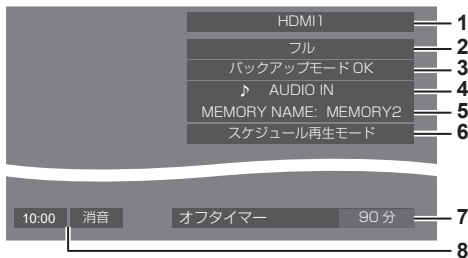 HDMI1
1
フル
2
バックアップモード OK
3
♪ AUDIO IN
4
MEMORY NAME: MEMORY2
5
スケジュール再生モード
6
10:00 消音 オフタイマー 90 分
7
8